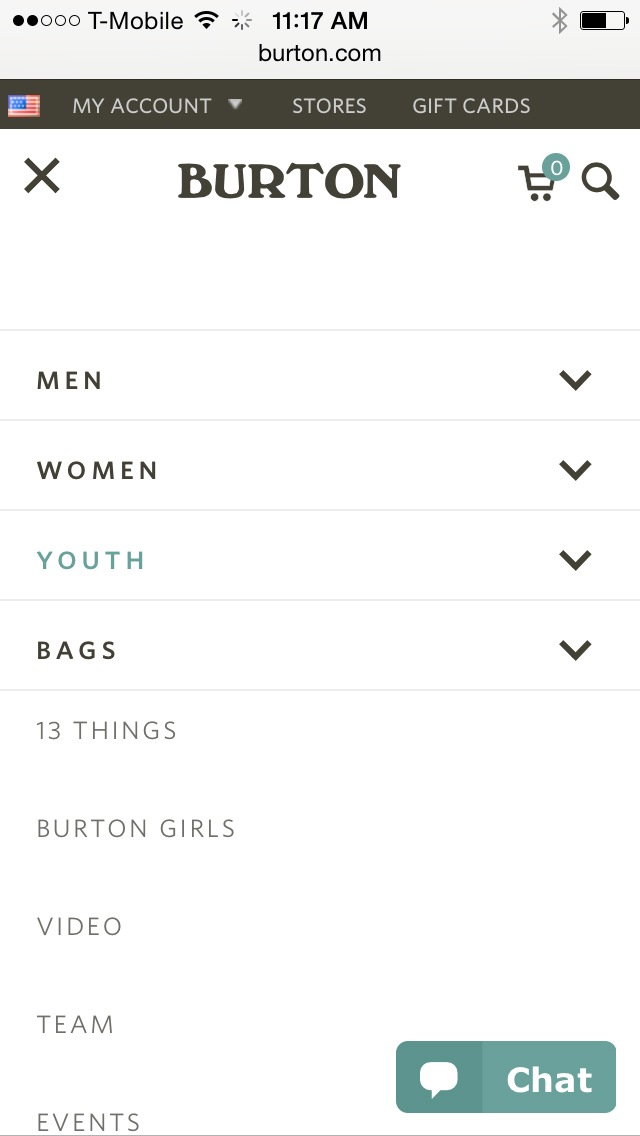 T-Mobile 11:17 AM
burton.com
MY ACCOUNT STORES GIFT CARDS
BURTON 0
MEN
WOMEN
YOUTH
BAGS
13 THINGS
BURTON GIRLS
VIDEO
TEAM
Chat
EVENTS